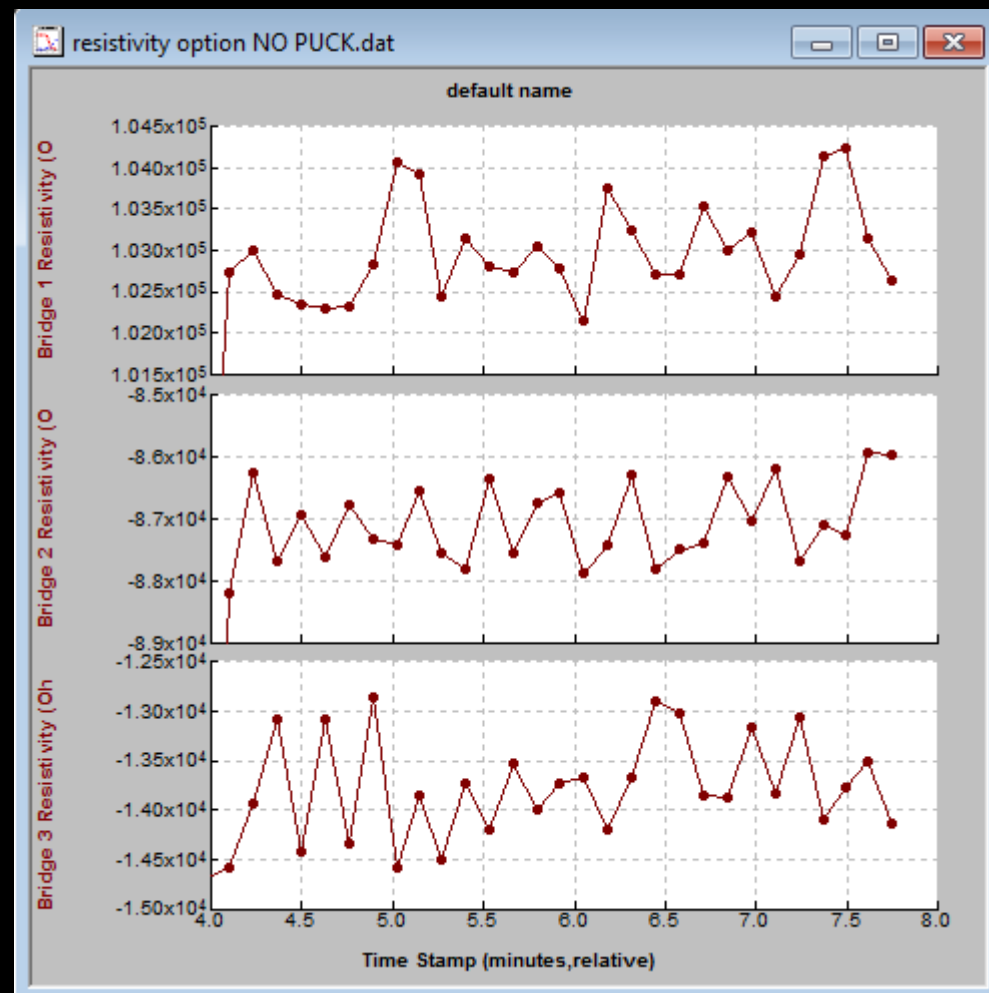 resistivity option NO PUCK.dat
default name
Bridge 1 Resistivity (O
1.045x10⁵
1.040x10⁵
1.035x10⁵
1.030x10⁵
1.025x10⁵
1.020x10⁵
1.015x10⁵
Bridge 2 Resistivity (O
-8.5x10⁴
-8.6x10⁴
-8.7x10⁴
-8.8x10⁴
-8.9x10⁴
Bridge 3 Resistivity (Oh
-1.25x10⁴
-1.30x10⁴
-1.35x10⁴
-1.40x10⁴
-1.45x10⁴
-1.50x10⁴
4.0 4.5 5.0 5.5 6.0 6.5 7.0 7.5 8.0
Time Stamp (minutes,relative)